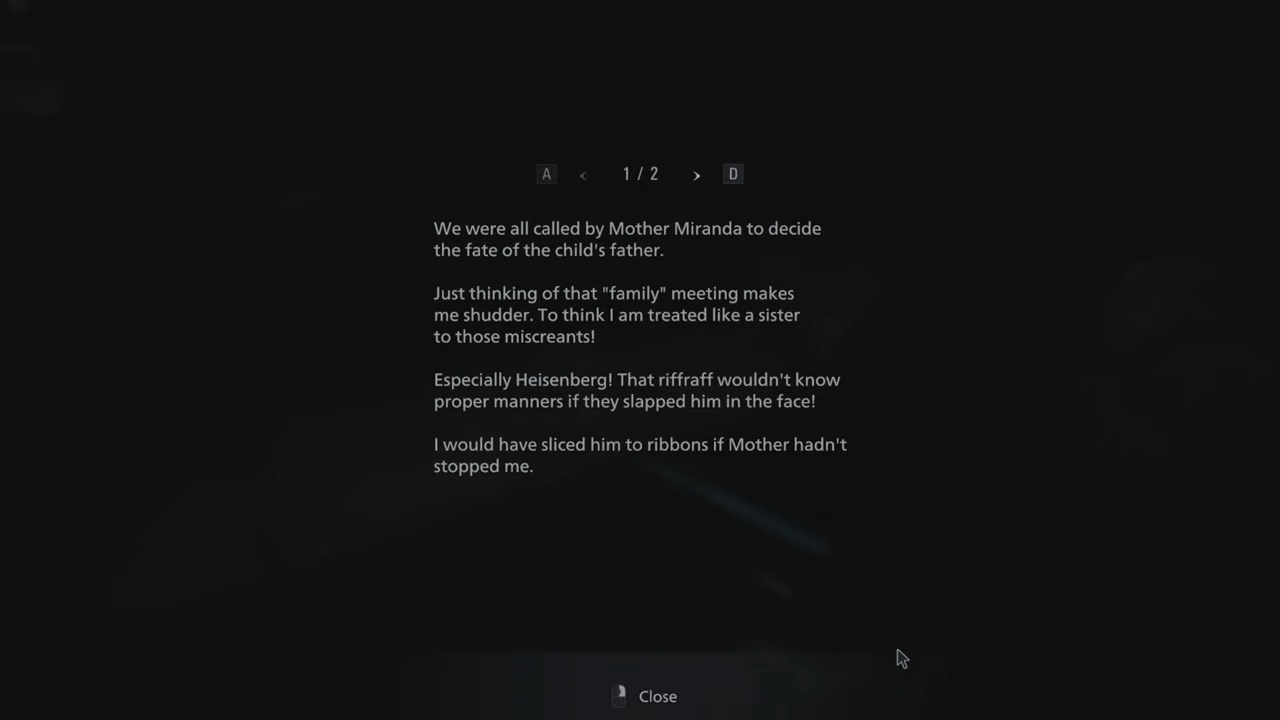 A < 1 / 2 > D
We were all called by Mother Miranda to decide
the fate of the child's father.
Just thinking of that "family" meeting makes
me shudder. To think I am treated like a sister
to those miscreants!
Especially Heisenberg! That riffraff wouldn't know
proper manners if they slapped him in the face!
I would have sliced him to ribbons if Mother hadn't
stopped me.
Close